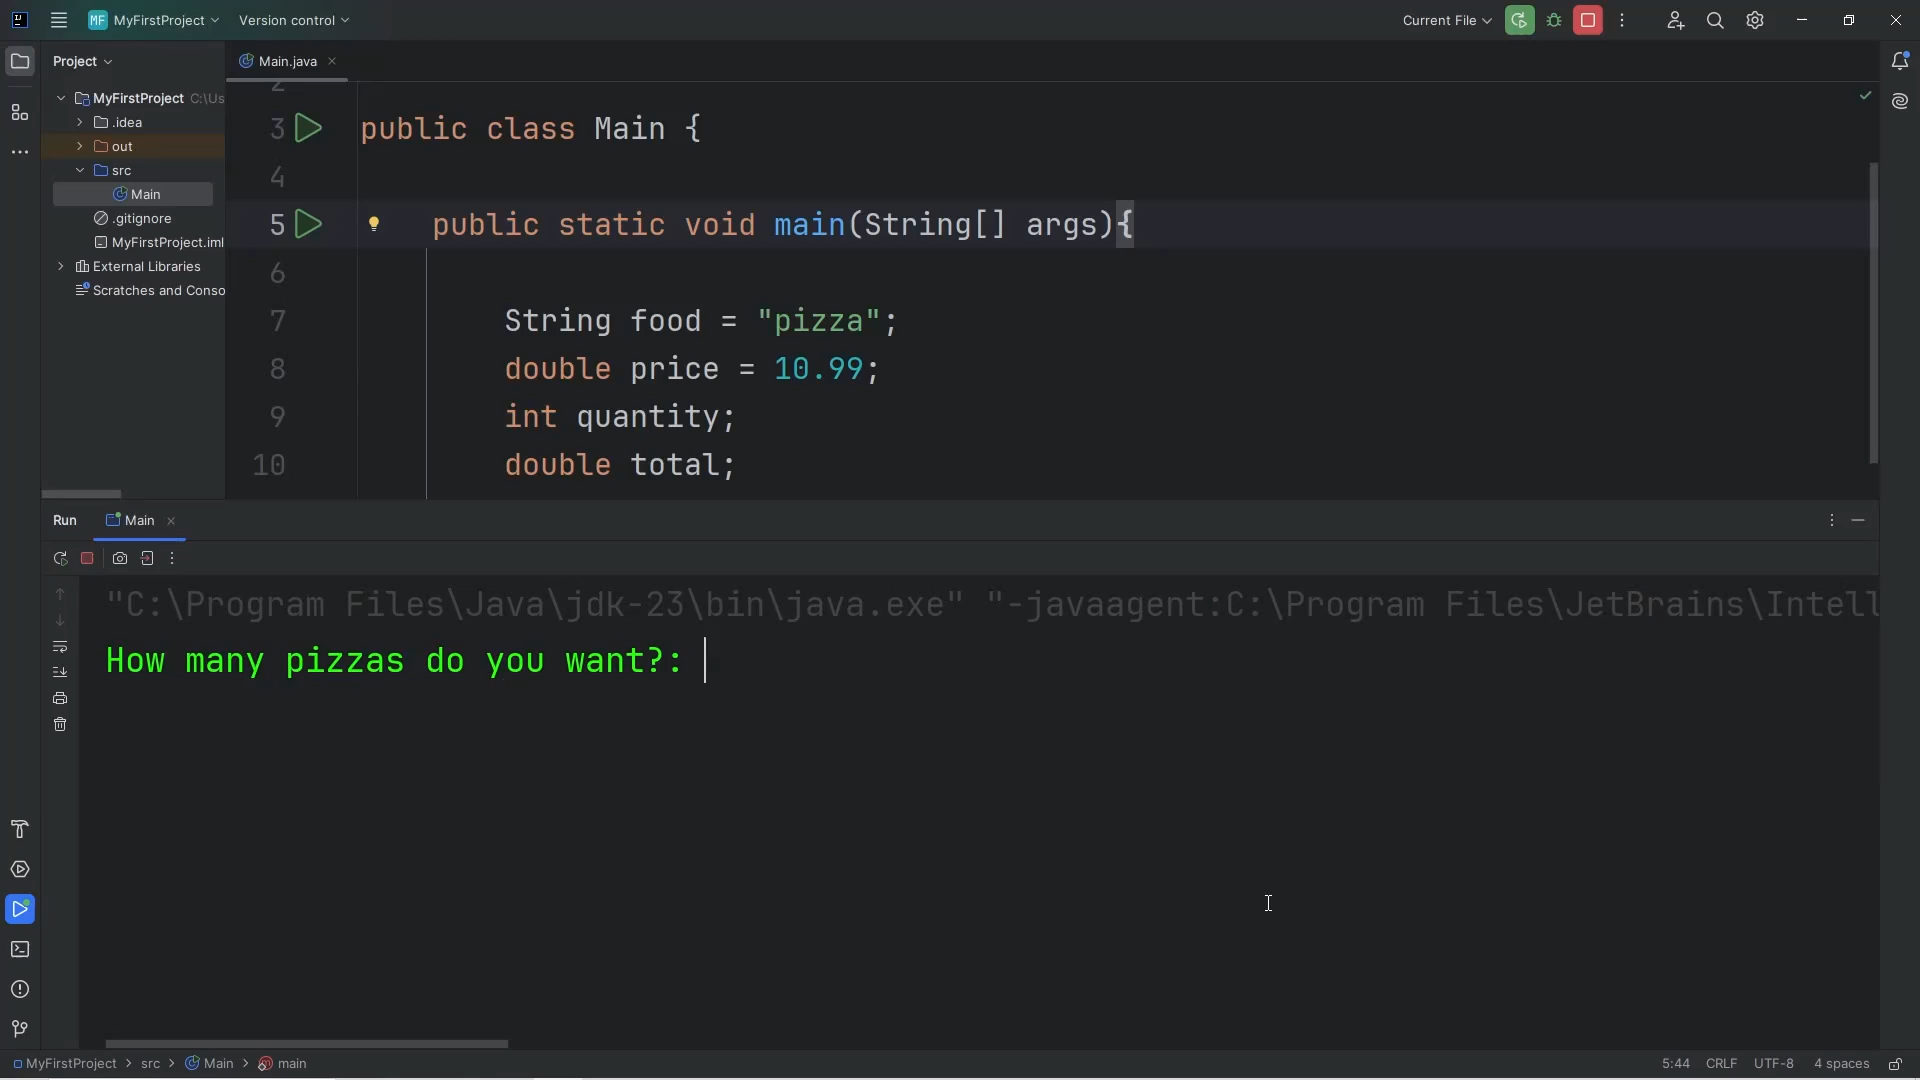 MF MyFirstProject Version control Current File
Project
Main.java
MyFirstProject C:\Us
.idea
out
src
Main
.gitignore
MyFirstProject.iml
External Libraries
Scratches and Conso
2
3 public class Main {
4
5 public static void main(String[] args){
6
7 String food = "pizza";
8 double price = 10.99;
9 int quantity;
10 double total;
Run Main
"C:\Program Files\Java\jdk-23\bin\java.exe" "-javaagent:C:\Program Files\JetBrains\Intell
How many pizzas do you want?:
MyFirstProject > src > Main > main 5:44 CRLF UTF-8 4 spaces